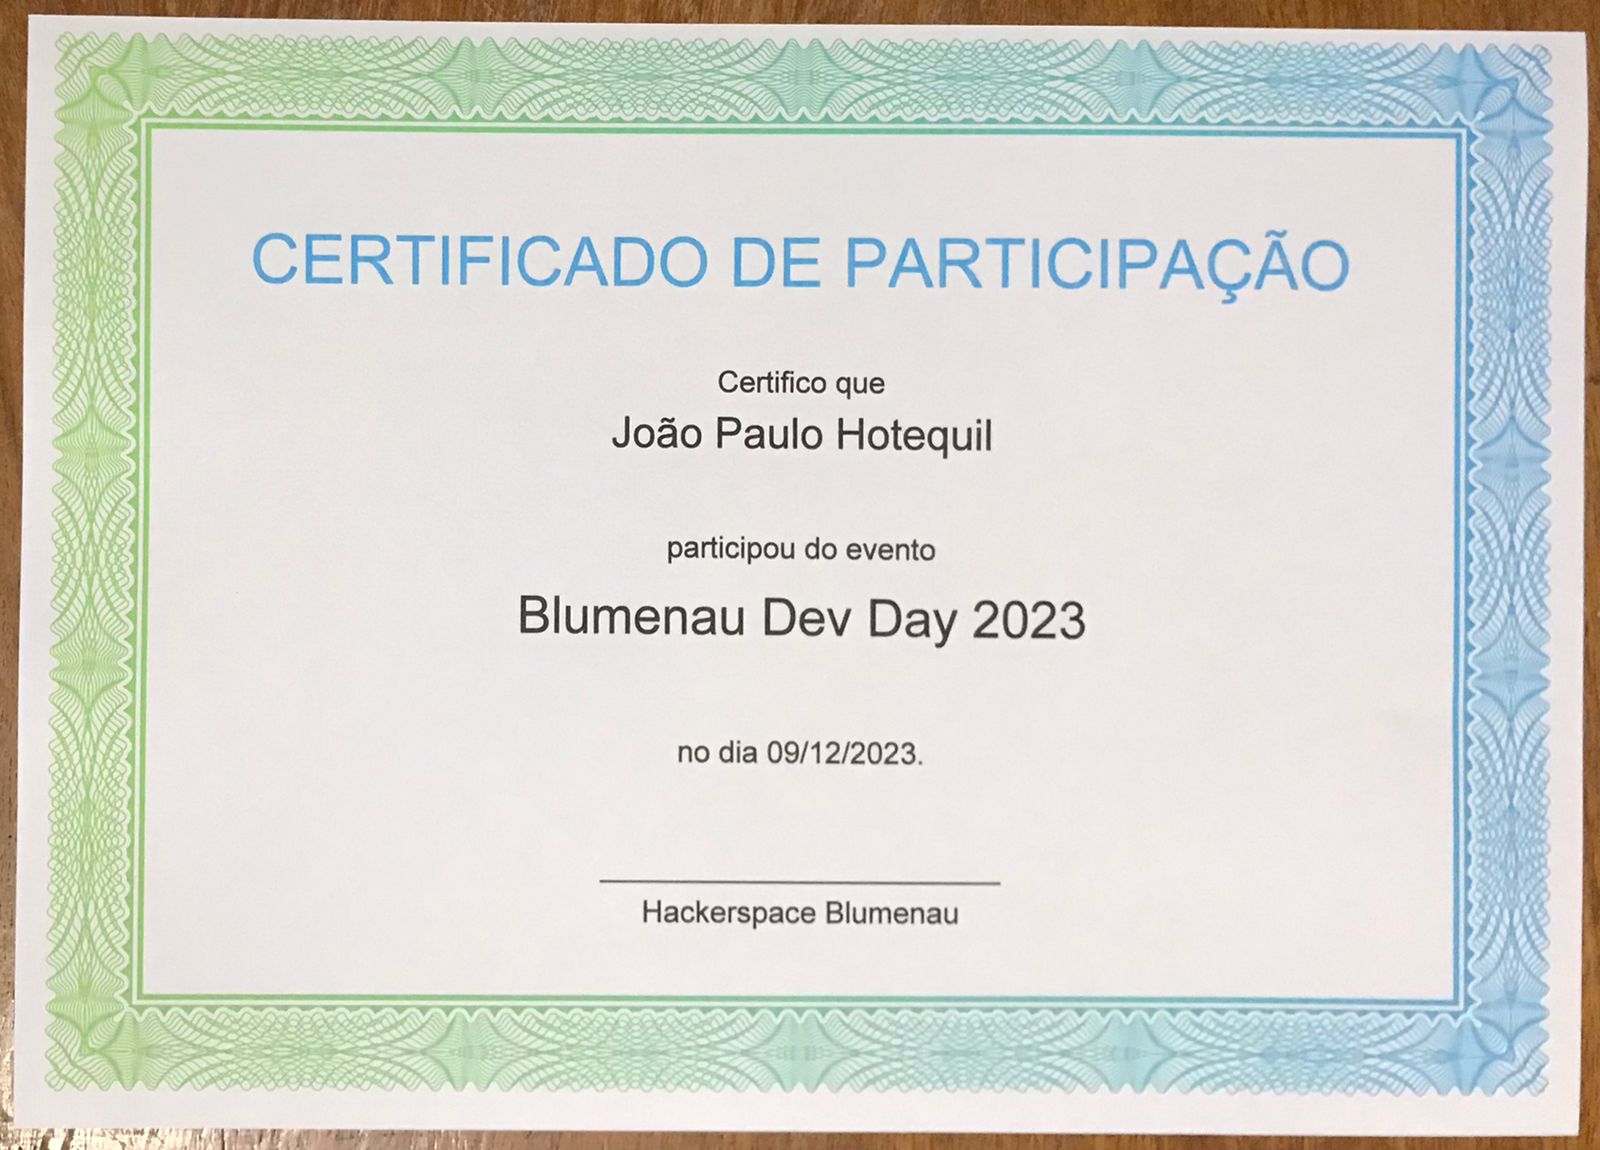 CERTIFICADO DE PARTICIPAÇÃO
Certifico que
João Paulo Hotequil
participou do evento
Blumenau Dev Day 2023
no dia 09/12/2023.
Hackerspace Blumenau